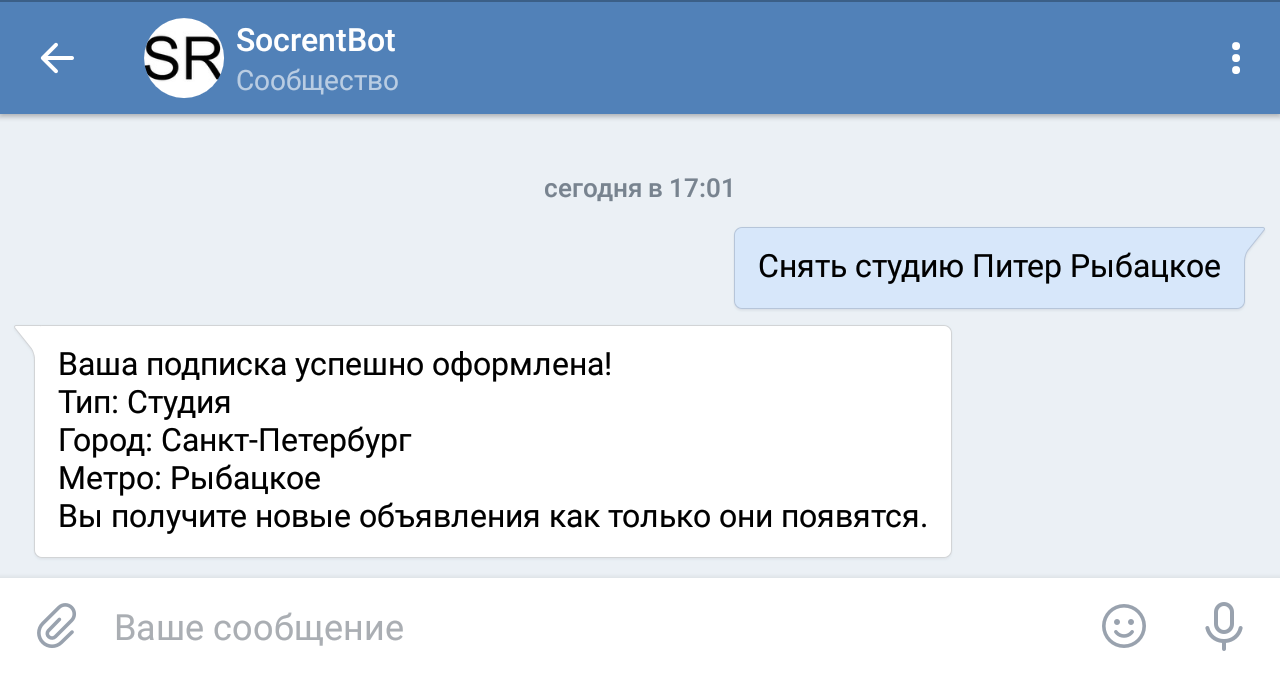 SR
SocrentBot
Сообщество
сегодня в 17:01
Снять студию Питер Рыбацкое
Ваша подписка успешно оформлена!
Тип: Студия
Город: Санкт-Петербург
Метро: Рыбацкое
Вы получите новые объявления как только они появятся.
Ваше сообщение